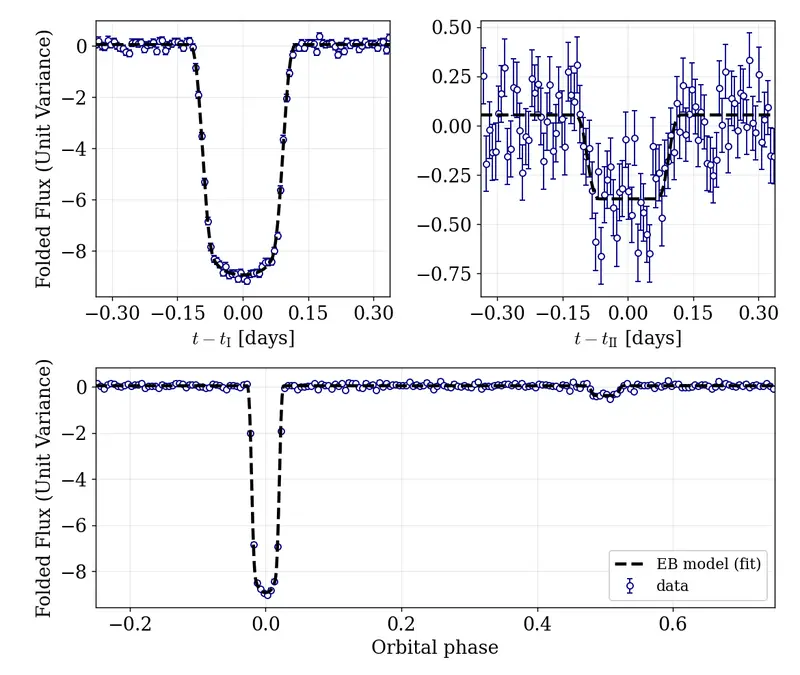 Folded Flux (Unit Variance)
0
−2
−4
−6
−8
−0.30 −0.15 0.00 0.15 0.30
t − tI [days]
0.50
0.25
0.00
−0.25
−0.50
−0.75
−0.30 −0.15 0.00 0.15 0.30
t − tII [days]
Folded Flux (Unit Variance)
0
−2
−4
−6
−8
EB model (fit)
data
−0.2 0.0 0.2 0.4 0.6
Orbital phase